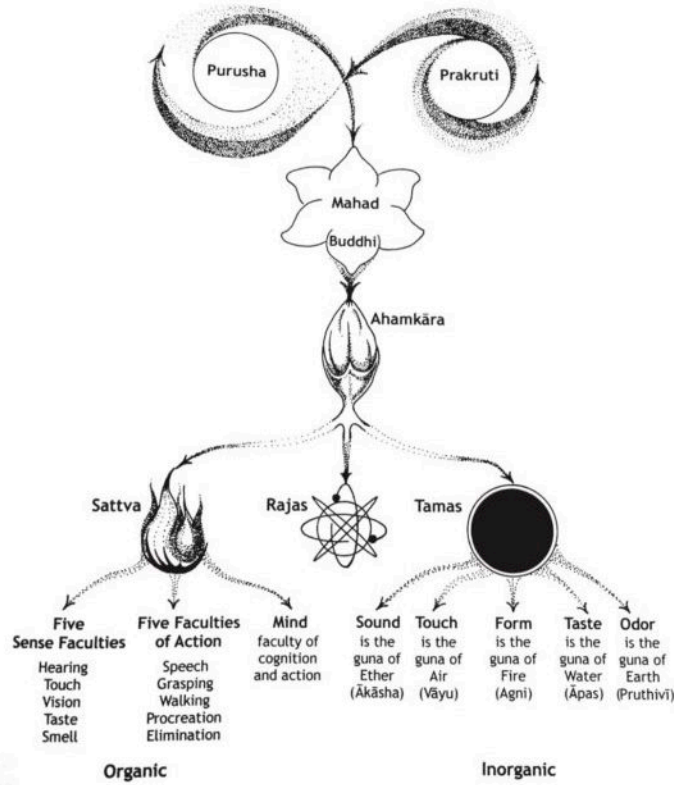 Purusha
Prakruti
Mahad
Buddhi
Ahamkāra
Sattva
Rajas
Tamas
Five
Sense Faculties
Hearing
Touch
Vision
Taste
Smell
Five Faculties
of Action
Speech
Grasping
Walking
Procreation
Elimination
Mind
faculty of
cognition
and action
Sound
is the
guna of
Ether
(Ākāsha)
Touch
is the
guna of
Air
(Vāyu)
Form
is the
guna of
Fire
(Agni)
Taste
is the
guna of
Water
(Āpas)
Odor
is the
guna of
Earth
(Pruthivī)
Organic
Inorganic